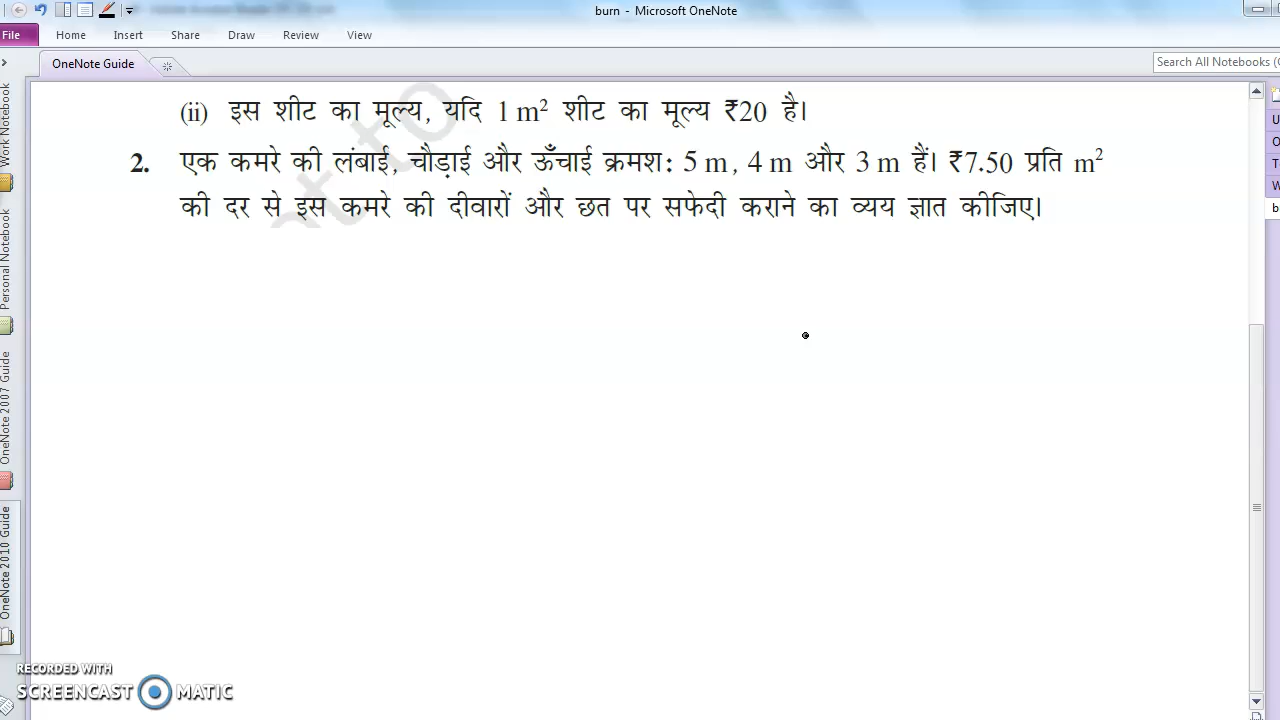 burn - Microsoft OneNote
File Home Insert Share Draw Review View
OneNote Guide
Search All Notebooks (
(ii) इस शीट का मूल्य, यदि 1 m² शीट का मूल्य ₹20 है।
2. एक कमरे की लंबाई, चौड़ाई और ऊँचाई क्रमश: 5 m, 4 m और 3 m हैं। ₹7.50 प्रति m²
की दर से इस कमरे की दीवारों और छत पर सफेदी कराने का व्यय ज्ञात कीजिए।
Work Notebook
Personal Notebook
OneNote 2007 Guide
OneNote 2010 Guide
RECORDED WITH
SCREENCAST MATIC